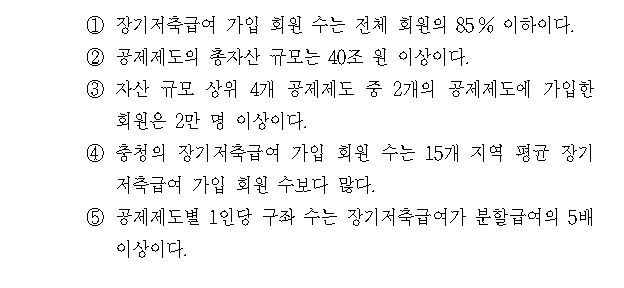 ① 장기저축급여 가입 회원 수는 전체 회원의 85% 이하이다.
② 공제제도의 총자산 규모는 40조 원 이상이다.
③ 자산 규모 상위 4개 공제제도 중 2개의 공제제도에 가입한
회원은 2만 명 이상이다.
④ 충청의 장기저축급여 가입 회원 수는 15개 지역 평균 장기
저축급여 가입 회원 수보다 많다.
⑤ 공제제도별 1인당 구좌 수는 장기저축급여가 분할급여의 5배
이상이다.